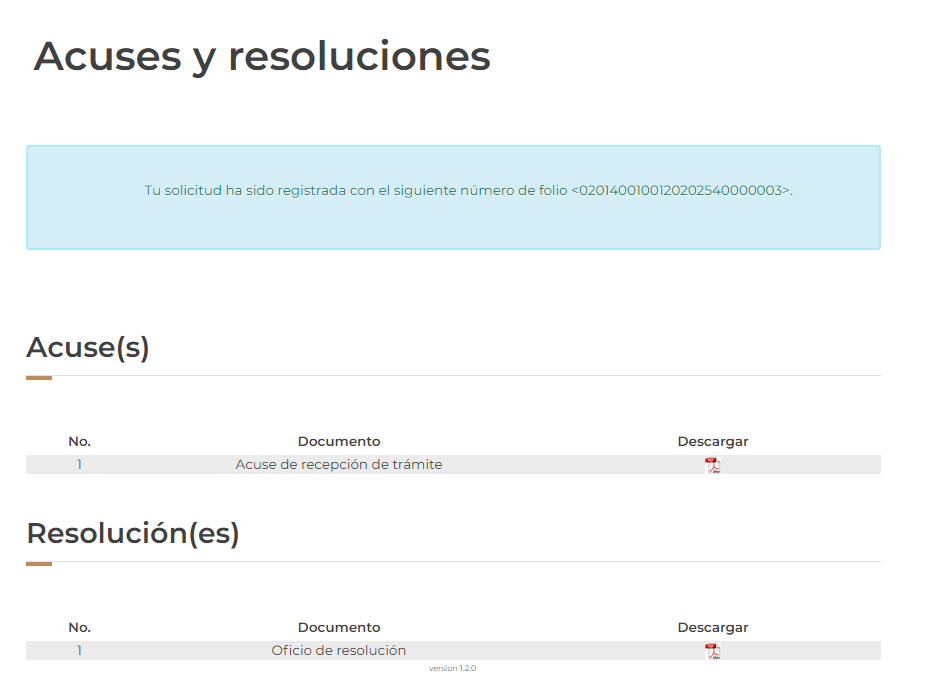 Acuses y resoluciones
Tu solicitud ha sido registrada con el siguiente número de folio <0201400100120202540000003>.
Acuse(s)
No. Documento Descargar
1 Acuse de recepción de trámite
Resolución(es)
No. Documento Descargar
1 Oficio de resolución
version 1.2.0